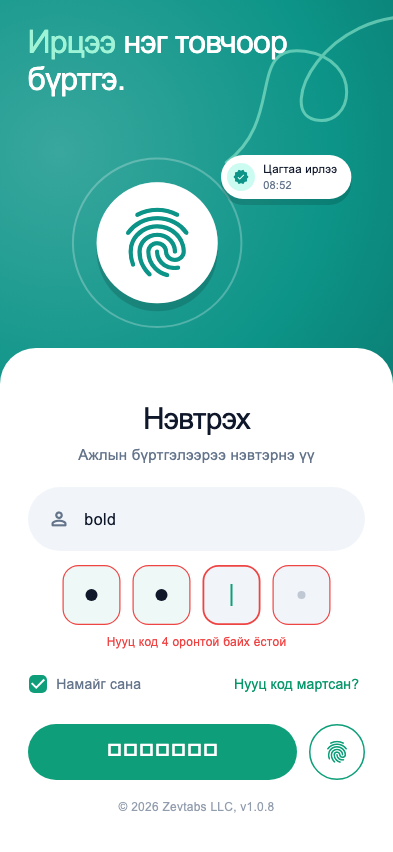 Ирцээ нэг товчоор
бүртгэ.
Цагтаа ирлээ
08:52
Нэвтрэх
Ажлын бүртгэлээрээ нэвтэрнэ үү
bold
Нууц код 4 оронтой байх ёстой
Намайг сана
Нууц код мартсан?
© 2026 Zevtabs LLC, v1.0.8